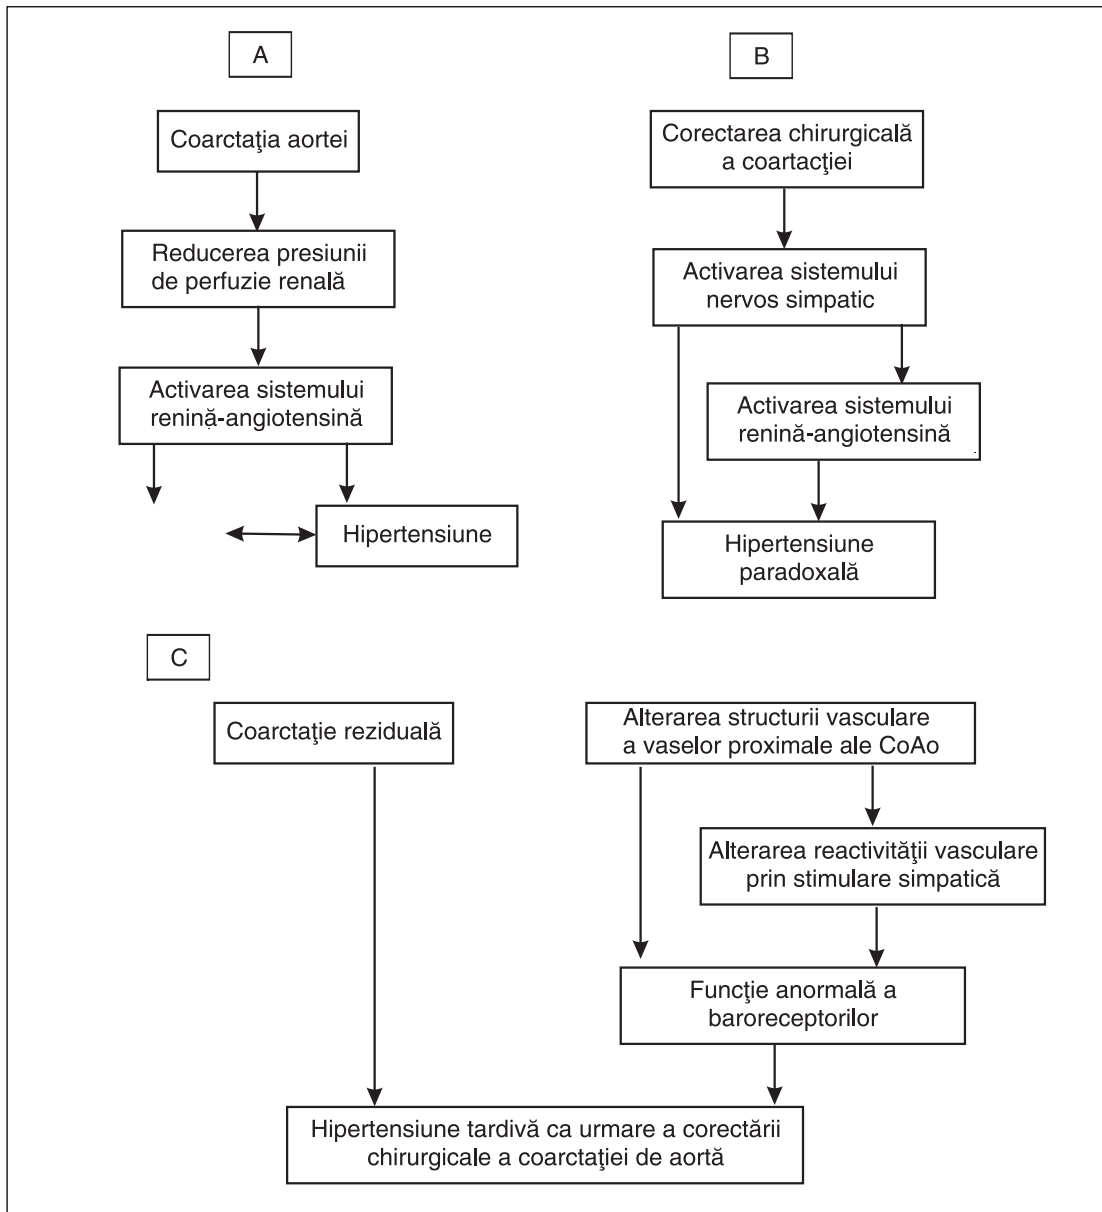 A
Coarctaţia aortei
Reducerea presiunii
de perfuzie renală
Activarea sistemului
renină-angiotensină
Hipertensiune
B
Corectarea chirurgicală
a coartacţiei
Activarea sistemului
nervos simpatic
Activarea sistemului
renină-angiotensină
Hipertensiune
paradoxală
C
Coarctaţie reziduală
Alterarea structurii vasculare
a vaselor proximale ale CoAo
Alterarea reactivităţii vasculare
prin stimulare simpatică
Funcţie anormală a
baroreceptorilor
Hipertensiune tardivă ca urmare a corectării
chirurgicale a coarctaţiei de aortă